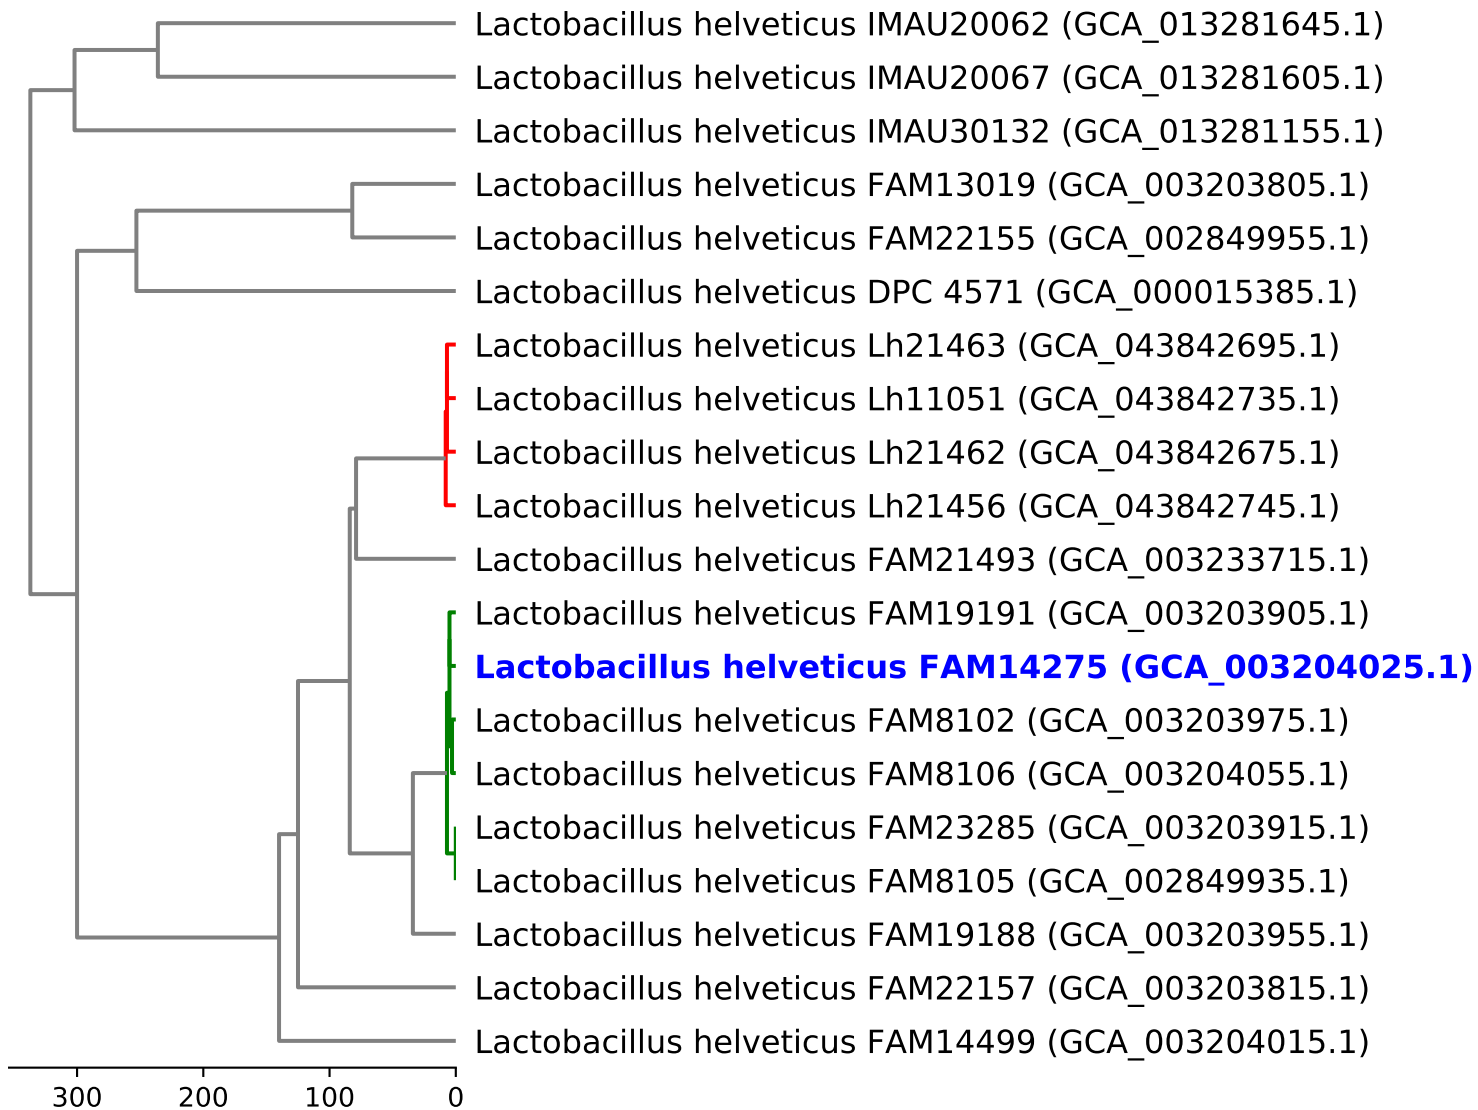 Lactobacillus helveticus IMAU20062 (GCA_013281645.1)
Lactobacillus helveticus IMAU20067 (GCA_013281605.1)
Lactobacillus helveticus IMAU30132 (GCA_013281155.1)
Lactobacillus helveticus FAM13019 (GCA_003203805.1)
Lactobacillus helveticus FAM22155 (GCA_002849955.1)
Lactobacillus helveticus DPC 4571 (GCA_000015385.1)
Lactobacillus helveticus Lh21463 (GCA_043842695.1)
Lactobacillus helveticus Lh11051 (GCA_043842735.1)
Lactobacillus helveticus Lh21462 (GCA_043842675.1)
Lactobacillus helveticus Lh21456 (GCA_043842745.1)
Lactobacillus helveticus FAM21493 (GCA_003233715.1)
Lactobacillus helveticus FAM19191 (GCA_003203905.1)
Lactobacillus helveticus FAM14275 (GCA_003204025.1)
Lactobacillus helveticus FAM8102 (GCA_003203975.1)
Lactobacillus helveticus FAM8106 (GCA_003204055.1)
Lactobacillus helveticus FAM23285 (GCA_003203915.1)
Lactobacillus helveticus FAM8105 (GCA_002849935.1)
Lactobacillus helveticus FAM19188 (GCA_003203955.1)
Lactobacillus helveticus FAM22157 (GCA_003203815.1)
Lactobacillus helveticus FAM14499 (GCA_003204015.1)
300 200 100 0